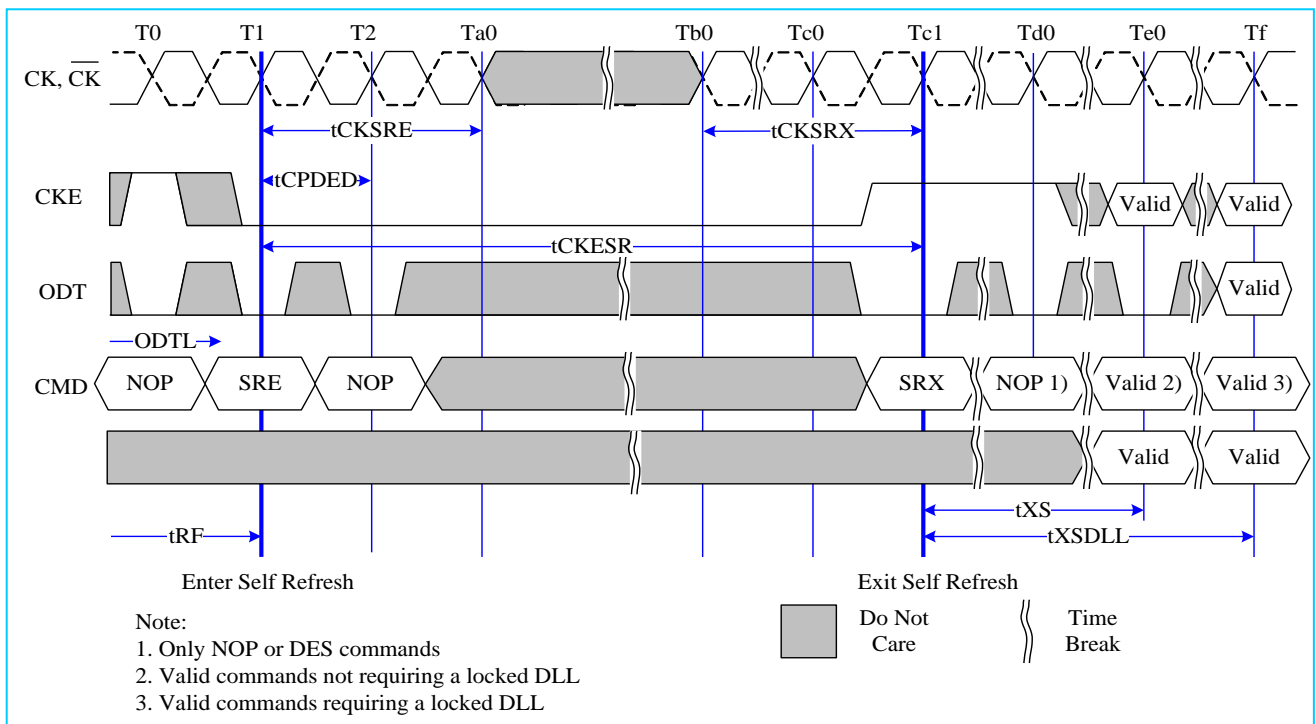 T0 T1 T2 Ta0 Tb0 Tc0 Tc1 Td0 Te0 Tf
CK, CK
tCKSRE tCKSRX
tCPDED
CKE Valid Valid
tCKESR
ODT Valid
ODTL
CMD NOP SRE NOP SRX NOP 1) Valid 2) Valid 3)
Valid Valid
tXS
tRF tXSDLL
Enter Self Refresh Exit Self Refresh
Do Not Care
Time Break
Note:
1. Only NOP or DES commands
2. Valid commands not requiring a locked DLL
3. Valid commands requiring a locked DLL